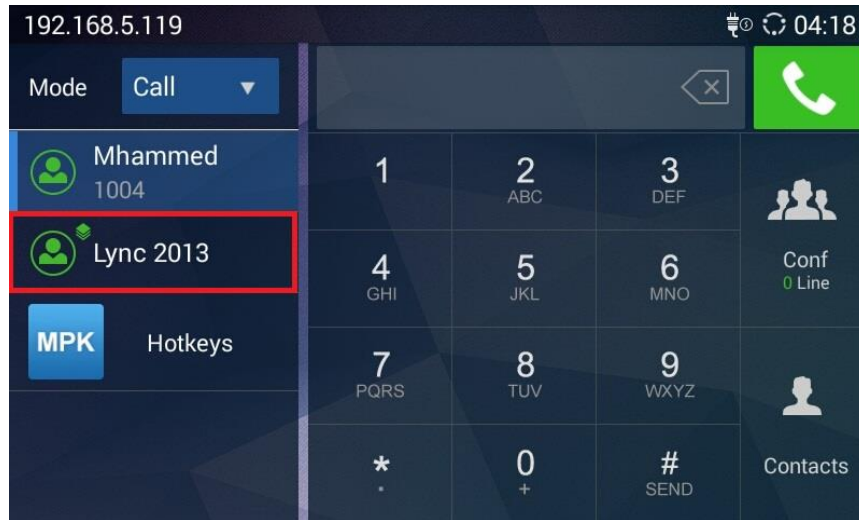 192.168.5.119 04:18
Mode Call
Mhammed
1004
Lync 2013
MPK Hotkeys
1 2 3
ABC DEF
4 5 6
GHI JKL MNO
7 8 9
PQRS TUV WXYZ
* 0 #
. + SEND
Conf
0 Line
Contacts